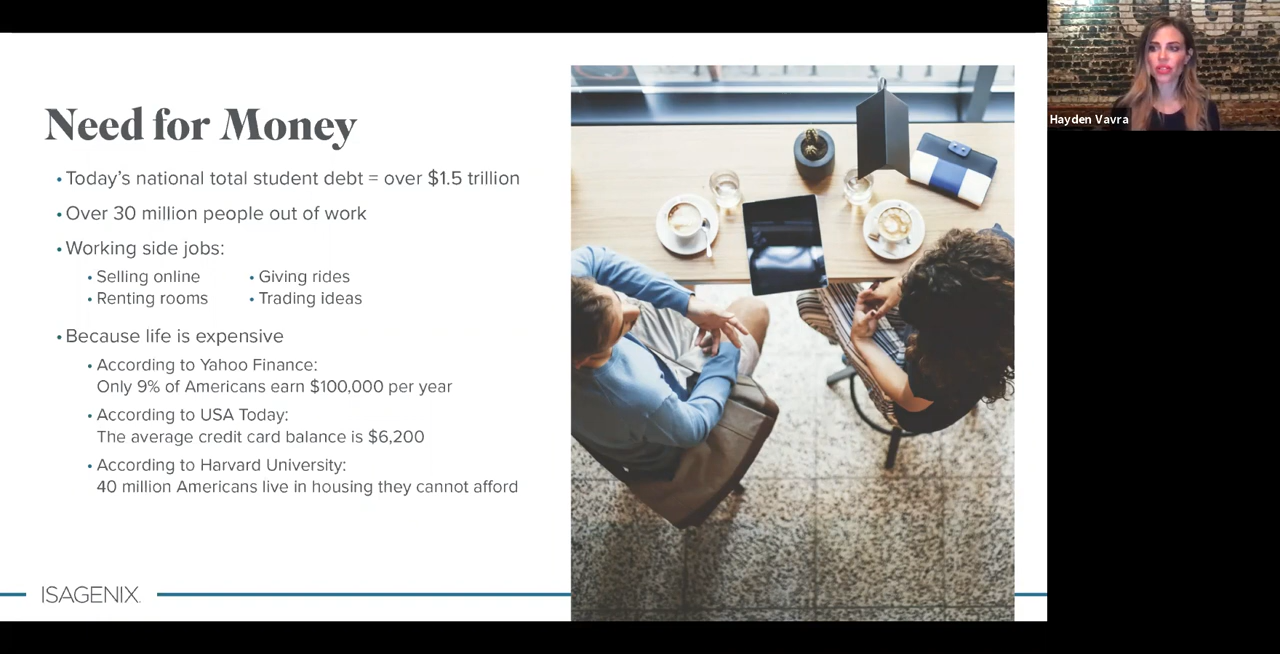 Need for Money
• Today's national total student debt = over $1.5 trillion
• Over 30 million people out of work
• Working side jobs:
• Selling online • Giving rides
• Renting rooms • Trading ideas
• Because life is expensive
• According to Yahoo Finance:
Only 9% of Americans earn $100,000 per year
• According to USA Today:
The average credit card balance is $6,200
• According to Harvard University:
40 million Americans live in housing they cannot afford
ISAGENIX.
Hayden Vavra